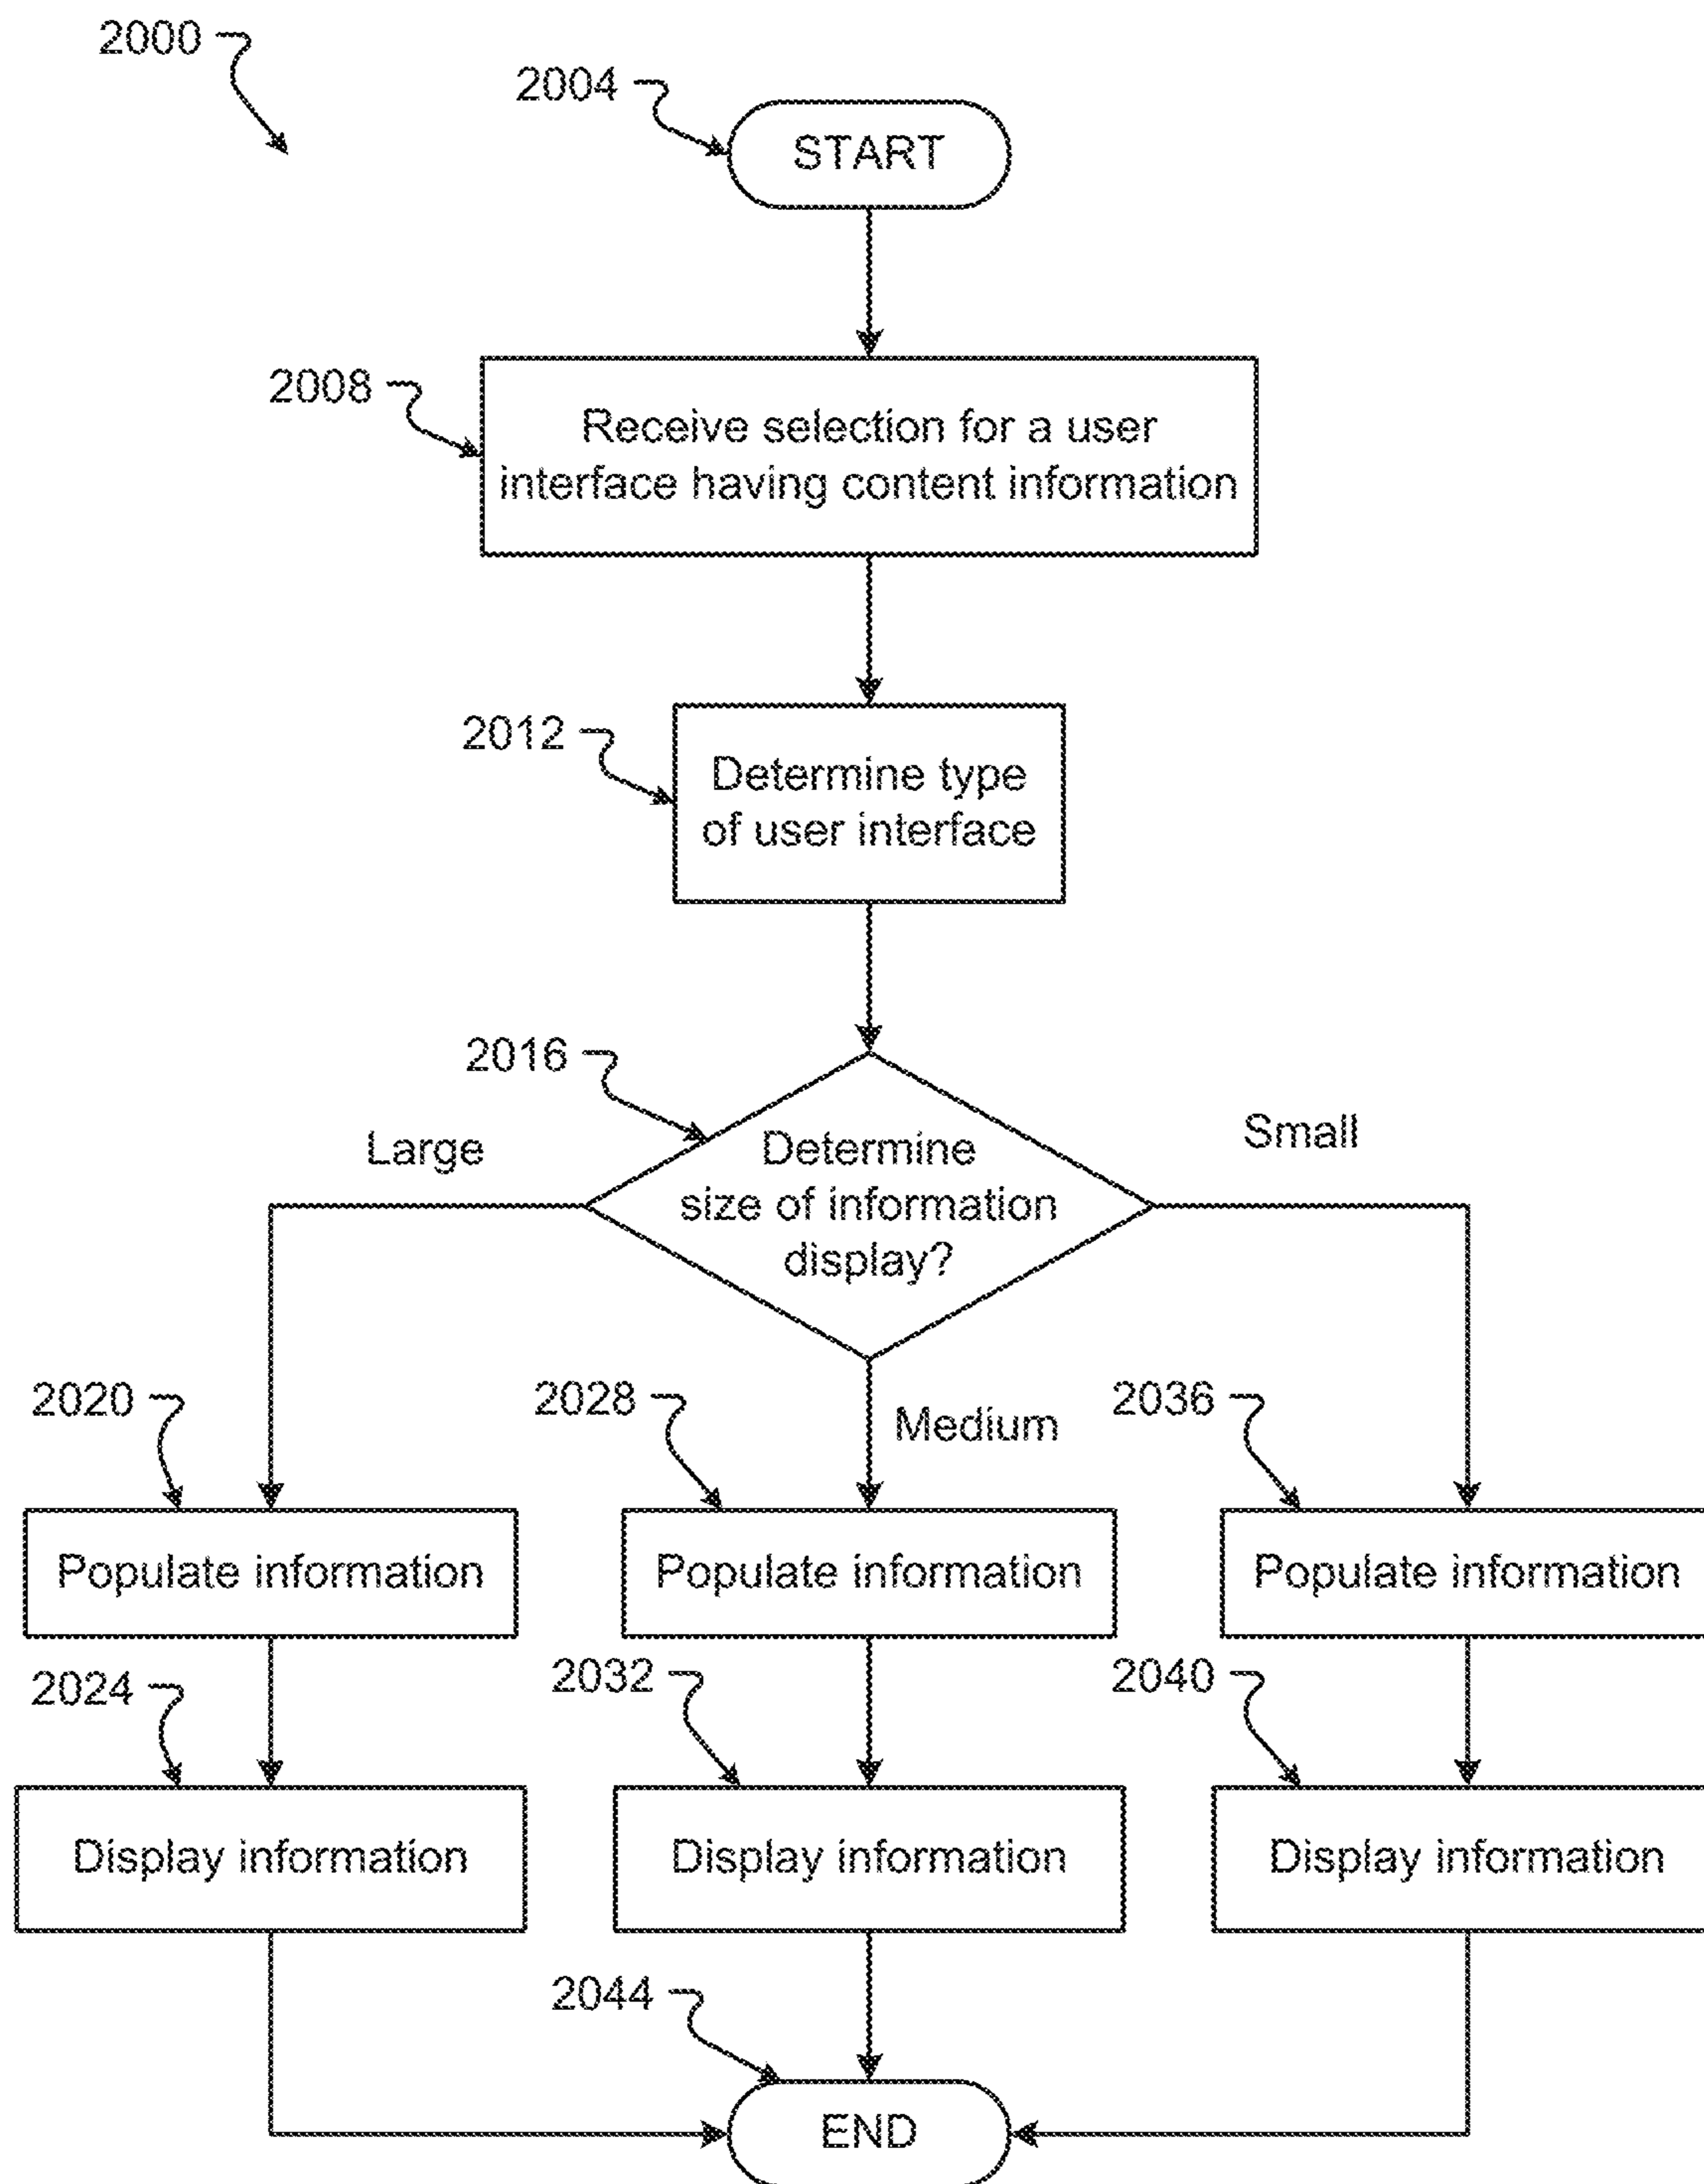 2000
2004
START
2008
Receive selection for a user
interface having content information
2012
Determine type
of user interface
2016
Large
Small
Determine
size of information
display?
2020
2028
Medium
2036
Populate information
Populate information
Populate information
2024
2032
2040
Display information
Display information
Display information
2044
END